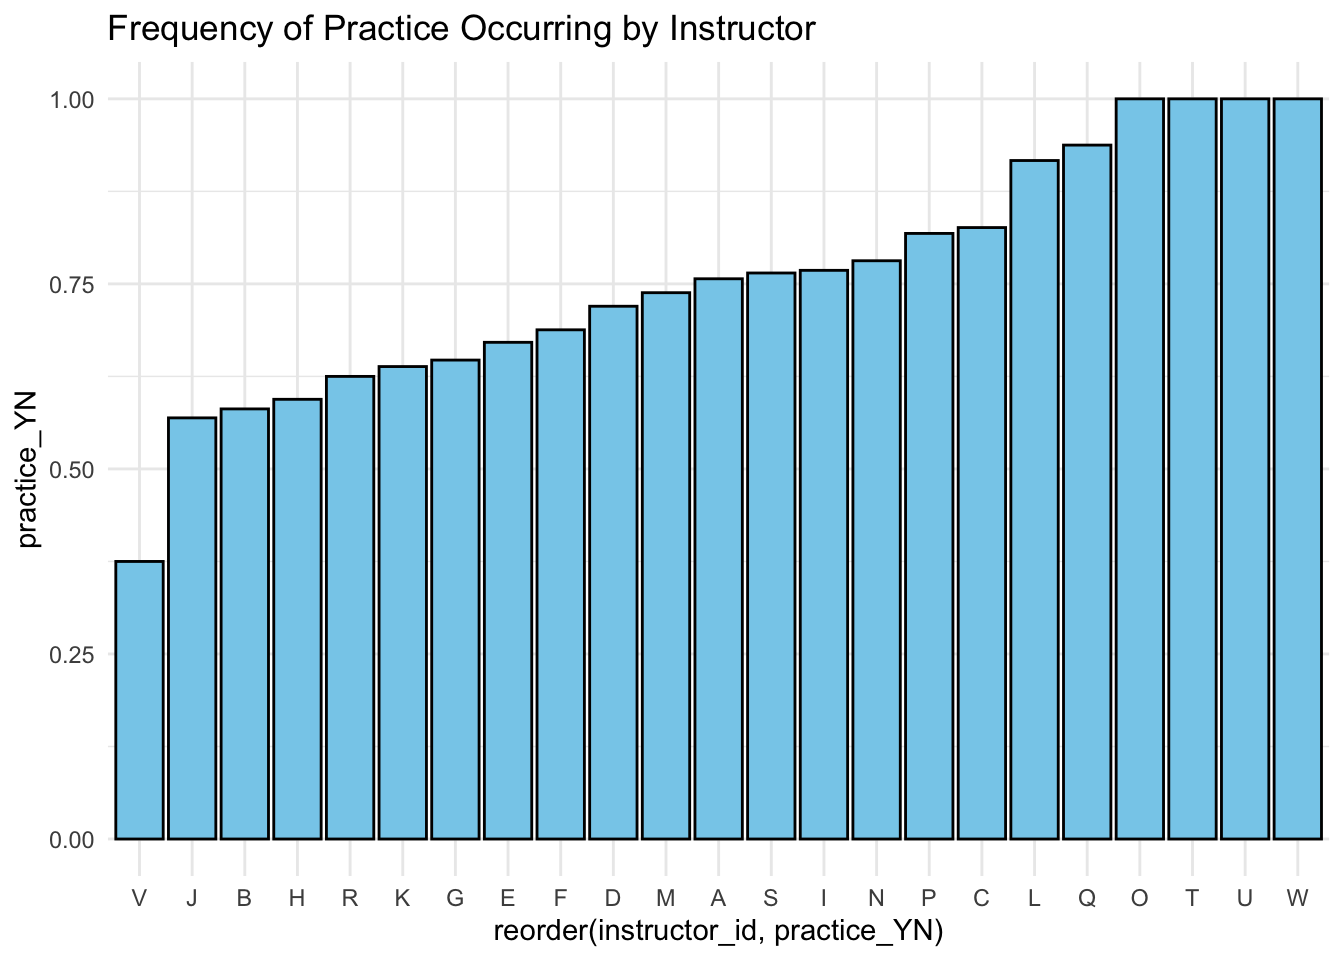 Frequency of Practice Occurring by Instructor
practice_YN
1.00
0.75
0.50
0.25
0.00
V J B H R K G E F D M A S I N P C L Q O T U W
reorder(instructor_id, practice_YN)